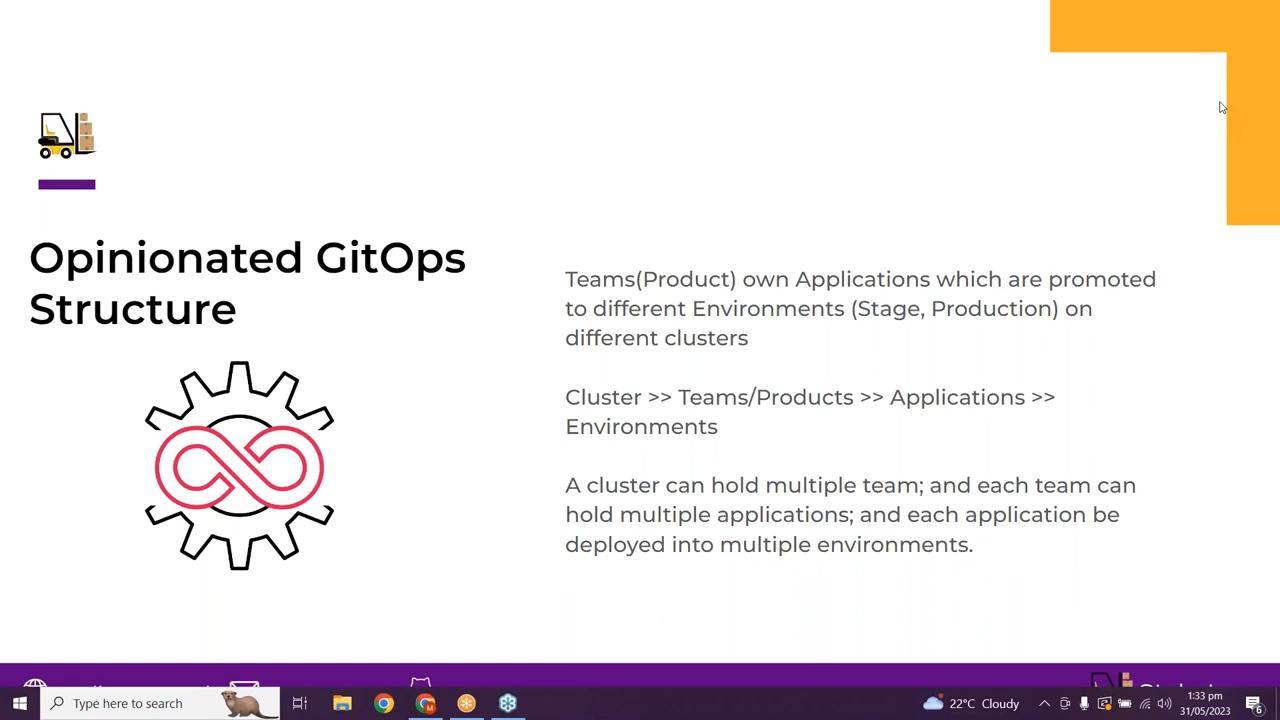 Opinionated GitOps
Structure
Teams(Product) own Applications which are promoted
to different Environments (Stage, Production) on
different clusters
Cluster >> Teams/Products >> Applications >>
Environments
A cluster can hold multiple team; and each team can
hold multiple applications; and each application be
deployed into multiple environments.
Type here to search
22°C Cloudy
1:33 pm
31/05/2023
6